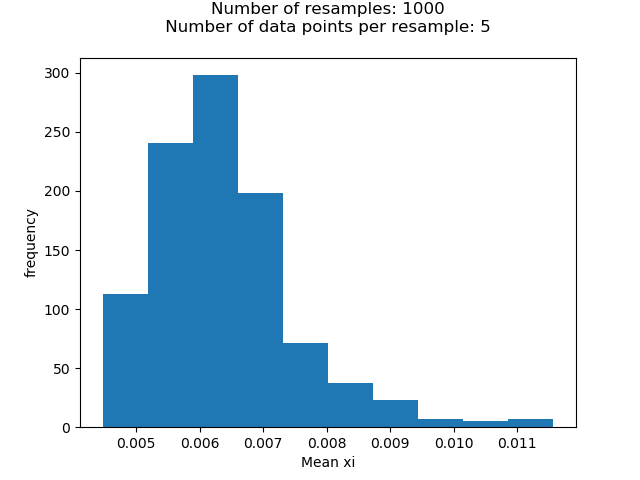 Number of resamples: 1000
Number of data points per resample: 5
300
250
200
150
100
50
0
frequency
0.005 0.006 0.007 0.008 0.009 0.010 0.011
Mean xi